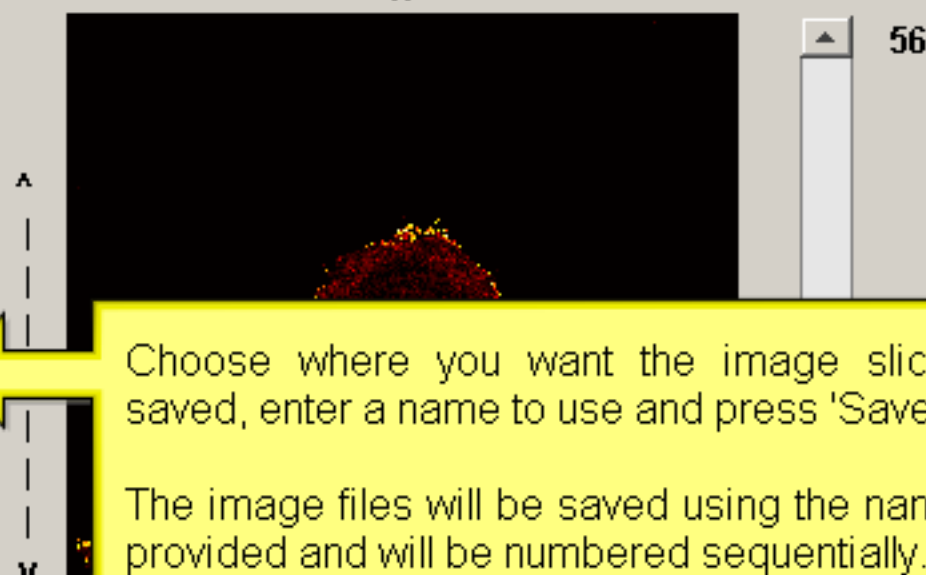 56
Choose where you want the image slic
saved, enter a name to use and press 'Save
The image files will be saved using the nam
provided and will be numbered sequentially.